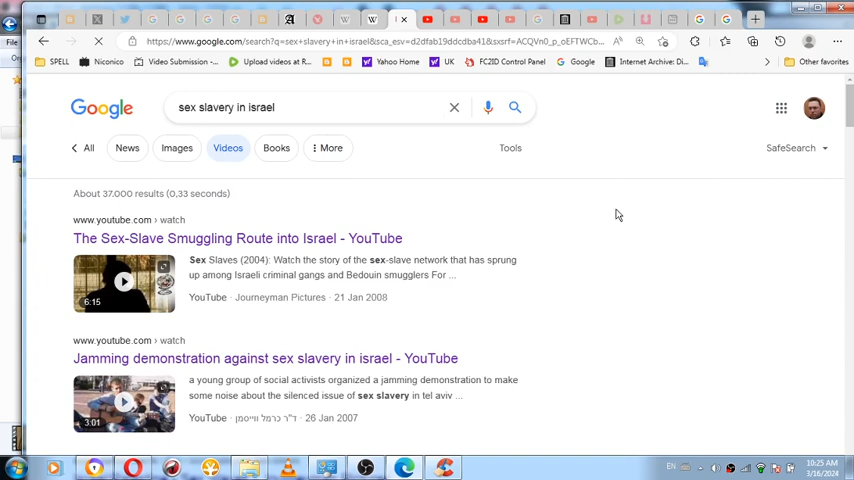 File
https://www.google.com/search?q=sex+slavery+in+israel&sca_esv=d2dfab19ddcdba41&sxsrf=ACQVn0_p_oEFTWCb...
SPELL Niconico Video Submission -... Upload videos at R... Yahoo Home UK FC2ID Control Panel Google Internet Archive: Di... Other favorites
Google sex slavery in israel
All News Images Videos Books More Tools SafeSearch
About 37.000 results (0,33 seconds)
www.youtube.com › watch
The Sex-Slave Smuggling Route into Israel - YouTube
Sex Slaves (2004): Watch the story of the sex-slave network that has sprung
up among Israeli criminal gangs and Bedouin smugglers For ...
6:15
YouTube · Journeyman Pictures · 21 Jan 2008
www.youtube.com › watch
Jamming demonstration against sex slavery in israel - YouTube
a young group of social activists organized a jamming demonstration to make
some noise about the silenced issue of sex slavery in tel aviv ...
3:01
YouTube · ד"ר כרמל ווייסמן · 26 Jan 2007
EN
10:25 AM
3/16/2024